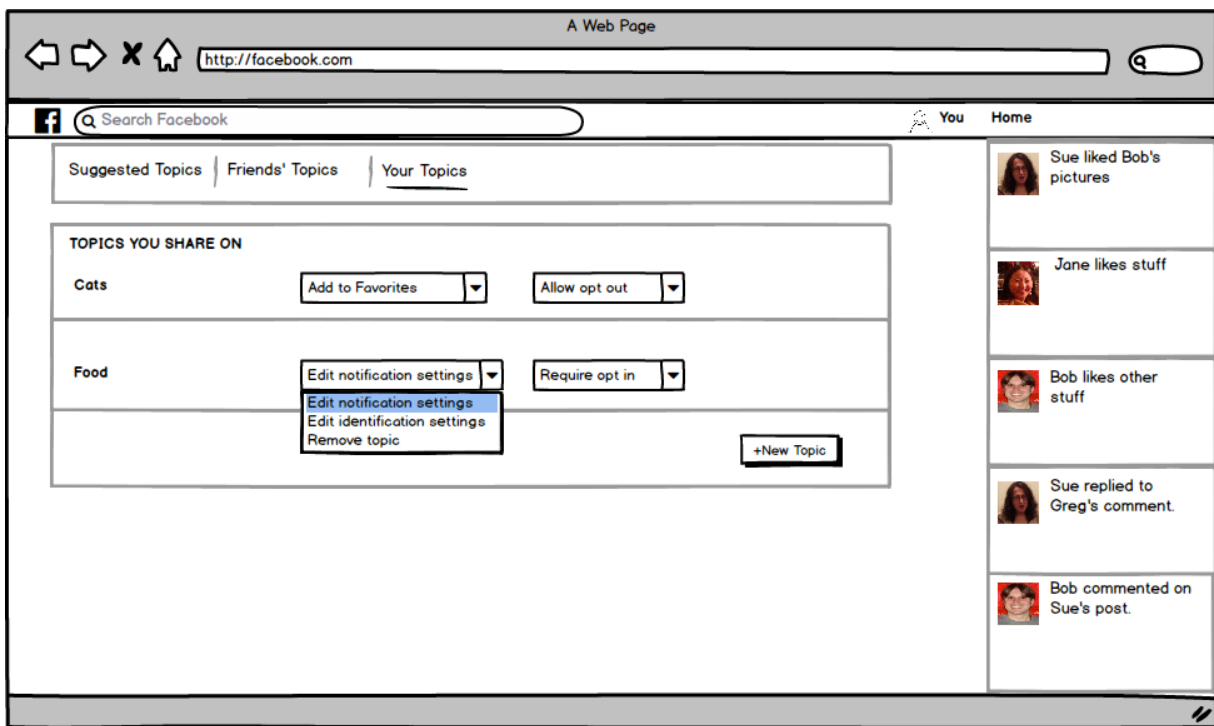 A Web Page
http://facebook.com
f
Search Facebook
You
Home
Suggested Topics
Friends' Topics
Your Topics
TOPICS YOU SHARE ON
Cats
Add to Favorites
Allow opt out
Food
Edit notification settings
Require opt in
Edit notification settings
Edit identification settings
Remove topic
+New Topic
Sue liked Bob's
pictures
Jane likes stuff
Bob likes other
stuff
Sue replied to
Greg's comment.
Bob commented on
Sue's post.